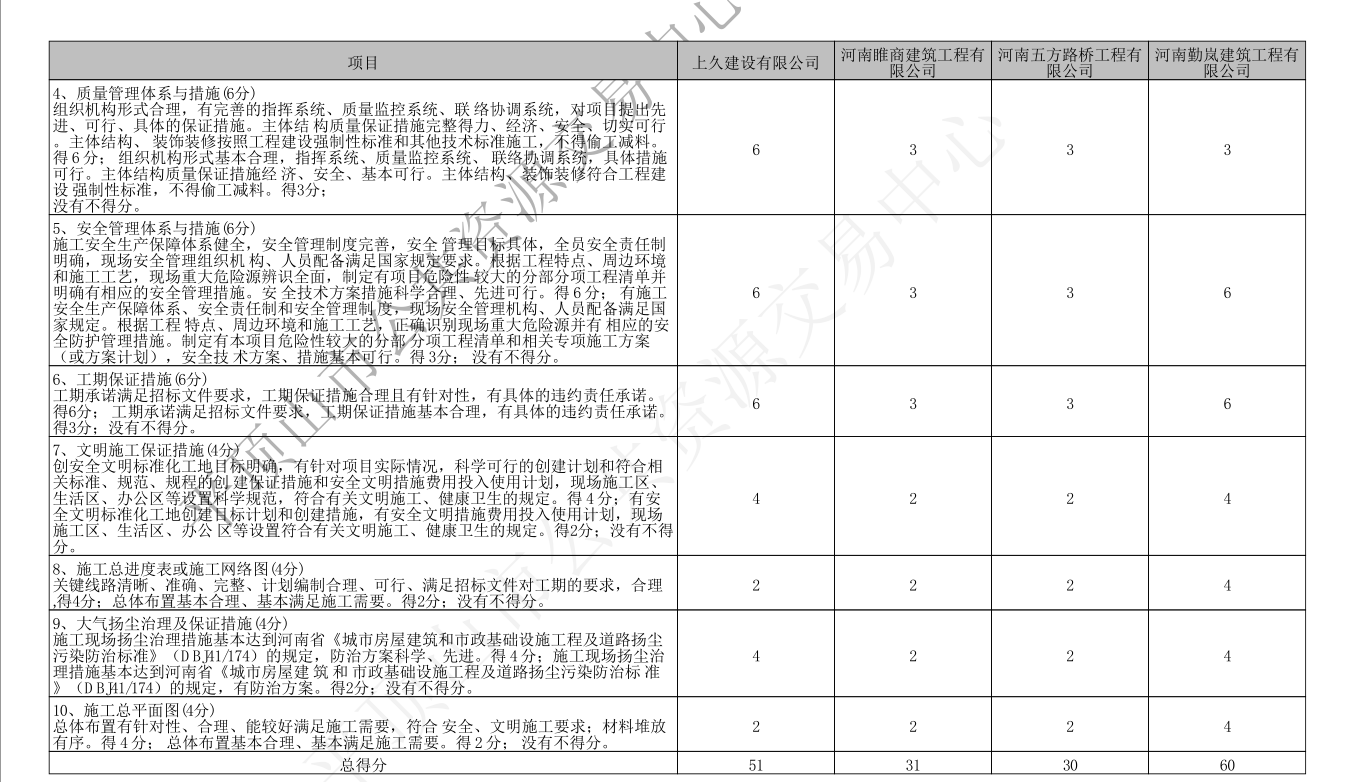 项目
上久建设有限公司
河南睢商建筑工程有
限公司
河南五方路桥工程有
限公司
河南勤岚建筑工程有
限公司
4、质量管理体系与措施(6分)
组织机构形式合理，有完善的指挥系统、质量监控系统、联 络协调系统，对项目提出先
进、可行、具体的保证措施。主体结 构质量保证措施完整得力、经济、安全、切实可行
。主体结构、 装饰装修按照工程建设强制性标准和其他技术标准施工，不得偷工减料。
得 6 分； 组织机构形式基本合理，指挥系统、质量监控系统、 联络协调系统，具体措施
可行。主体结构质量保证措施经 济、安全、基本可行。主体结构、装饰装修符合工程建
设 强制性标准，不得偷工减料。得3分；
没有不得分。
6
3
3
3
5、安全管理体系与措施(6分)
施工安全生产保障体系健全，安全管理制度完善，安全 管理目标具体，全员安全责任制
明确，现场安全管理组织机 构、人员配备满足国家规定要求。根据工程特点、周边环境
和施工工艺，现场重大危险源辨识全面，制定有项目危险性 较大的分部分项工程清单并
明确有相应的安全管理措施。安 全技术方案措施科学合理、先进可行。得 6 分； 有施工
安全生产保障体系、安全责任制和安全管理制 度，现场安全管理机构、人员配备满足国
家规定。根据工程 特点、周边环境和施工工艺，正确识别现场重大危险源并有 相应的安
全防护管理措施。制定有本项目危险性较大的分部 分项工程清单和相关专项施工方案
（或方案计划），安全技 术方案、措施基本可行。得 3分； 没有不得分。
6
3
3
6
6、工期保证措施(6分)
工期承诺满足招标文件要求，工期保证措施合理且有针对性，有具体的违约责任承诺。
得6分； 工期承诺满足招标文件要求，工期保证措施基本合理，有具体的违约责任承诺。
得3分；没有不得分。
6
3
3
6
7、文明施工保证措施(4分)
创安全文明标准化工地目标明确，有针对项目实际情况，科学可行的创建计划和符合相
关标准、规范、规程的创 建保证措施和安全文明措施费用投入使用计划，现场施工区、
生活区、办公区等设置科学规范，符合有关文明施工、健康卫生的规定。得 4 分；有安
全文明标准化工地创建目标计划和创建措施，有安全文明措施费用投入使用计划，现场
施工区、生活区、办公 区等设置符合有关文明施工、健康卫生的规定。得2分；没有不得
分。
4
2
2
4
8、施工总进度表或施工网络图(4分)
关键线路清晰、准确、完整、计划编制合理、可行、满足招标文件对工期的要求，合理
,得4分；总体布置基本合理、基本满足施工需要。得2分；没有不得分。
2
2
2
4
9、大气扬尘治理及保证措施(4分)
施工现场扬尘治理措施基本达到河南省《城市房屋建筑和市政基础设施工程及道路扬尘
污染防治标准》（DBJ41/174）的规定，防治方案科学、先进。得 4 分；施工现场扬尘治
理措施基本达到河南省《城市房屋建 筑 和 市政基础设施工程及道路扬尘污染防治标 准
》（DBJ41/174）的规定，有防治方案。得2分；没有不得分。
4
2
2
4
10、施工总平面图(4分)
总体布置有针对性、合理、能较好满足施工需要，符合 安全、文明施工要求；材料堆放
有序。得 4 分； 总体布置基本合理、基本满足施工需要。得 2 分； 没有不得分。
2
2
2
4
总得分
51
31
30
60
平顶山市公共资源交易中心
平顶山市公共资源交易中心